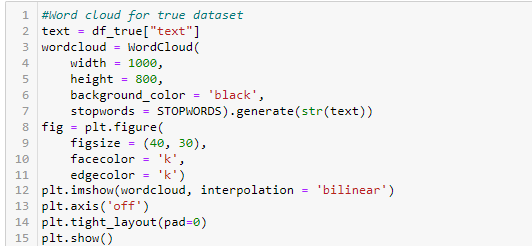 1 #Word cloud for true dataset
2 text = df_true["text"]
3 wordcloud = WordCloud(
4     width = 1000,
5     height = 800,
6     background_color = 'black',
7     stopwords = STOPWORDS).generate(str(text))
8 fig = plt.figure(
9     figsize = (40, 30),
10     facecolor = 'k',
11     edgecolor = 'k')
12 plt.imshow(wordcloud, interpolation = 'bilinear')
13 plt.axis('off')
14 plt.tight_layout(pad=0)
15 plt.show()